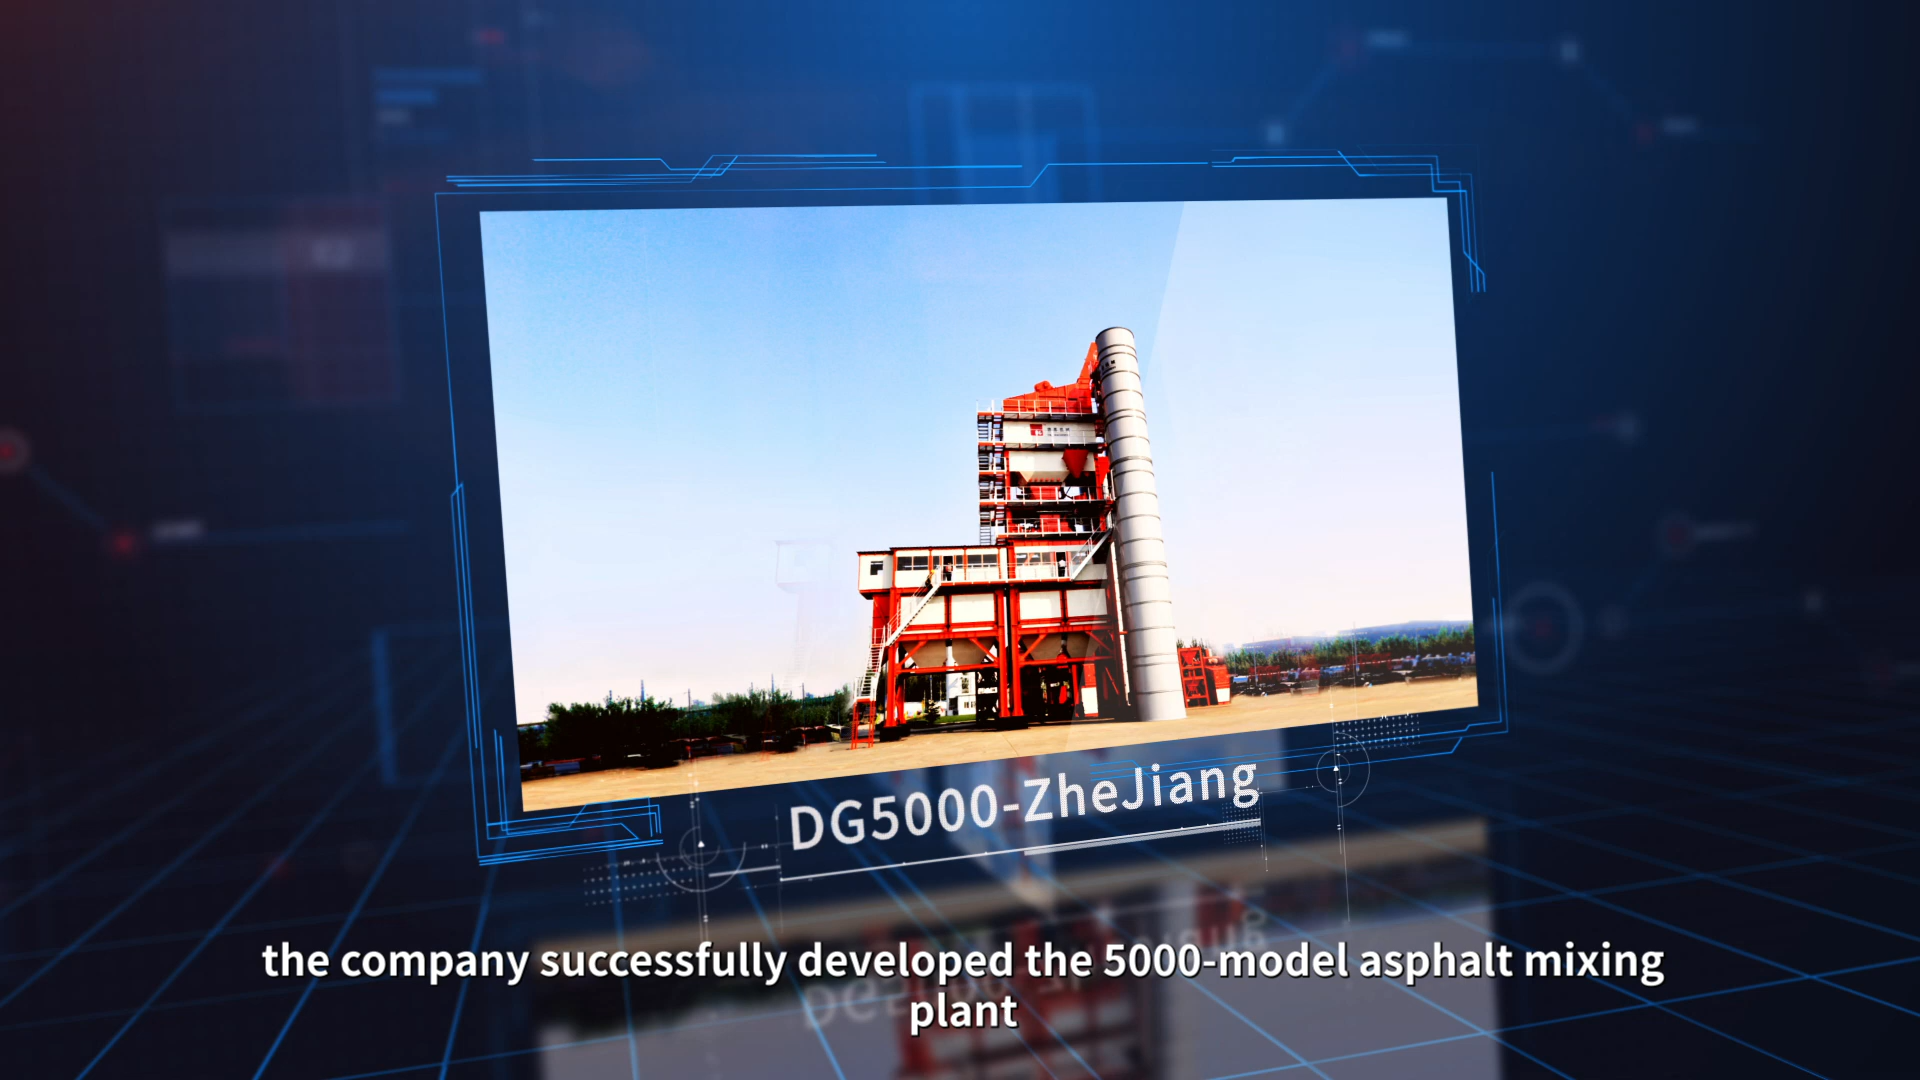 DG5000-ZheJiang
the company successfully developed the 5000-model asphalt mixing
plant